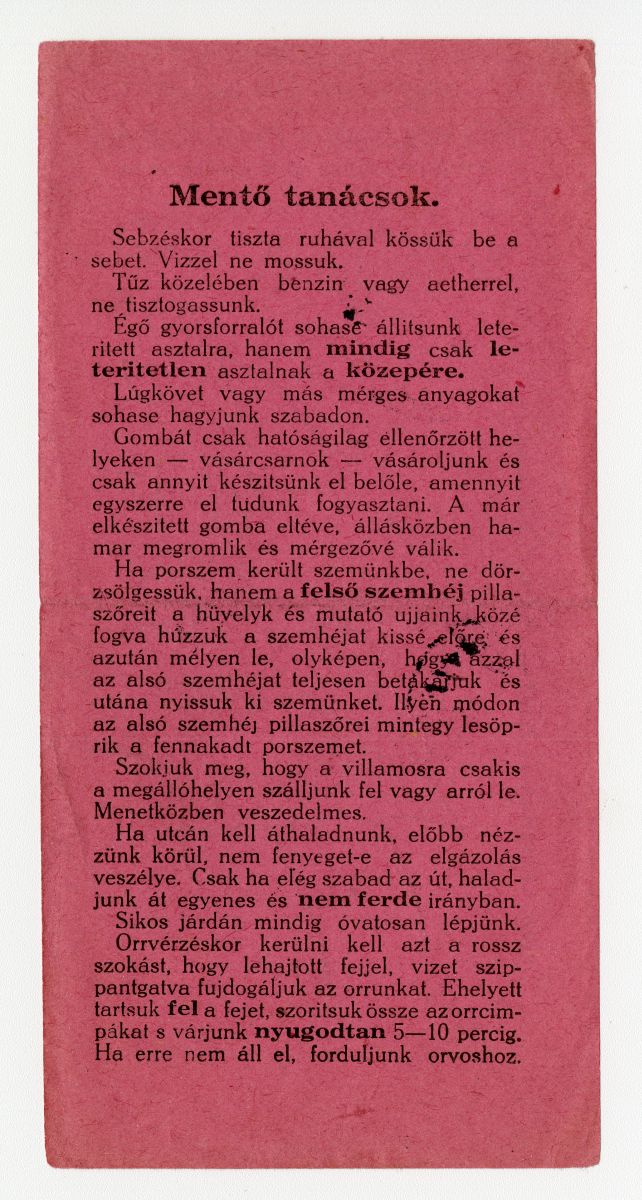 Mentő tanácsok.
Sebzéskor tiszta ruhával kössük be a
sebet. Vizzel ne mossuk.
Tűz közelében benzin vagy aetherrel,
ne tisztogassunk.
Égő gyorsforralót sohase állitsunk lete-
ritett asztalra, hanem mindig csak le-
teritetlen asztalnak a közepére.
Lúgkövet vagy más mérges anyagokat
sohase hagyjunk szabadon.
Gombát csak hatóságilag ellenőrzött he-
lyeken — vásárcsarnok — vásároljunk és
csak annyit készitsünk el belőle, amennyit
egyszerre el tudunk fogyasztani. A már
elkészitett gomba eltéve, állásközben ha-
mar megromlik és mérgezővé válik.
Ha porszem került szemünkbe, ne dör-
zsölgessük, hanem a felső szemhéj pilla-
szőreit a hüvelyk és mutató ujjaink közé
fogva húzzuk a szemhéjat kissé előre és
azután mélyen le, olyképen, hogy azzal
az alsó szemhéjat teljesen betakarjuk és
utána nyissuk ki szemünket. Ilyen módon
az alsó szemhéj pillaszőrei mintegy lesöp-
rik a fennakadt porszemet.
Szokjuk meg, hogy a villamosra csakis
a megállóhelyen szálljunk fel vagy arról le.
Menetközben veszedelmes.
Ha utcán kell áthaladnunk, előbb néz-
zünk körül, nem fenyeget-e az elgázolás
veszélye. Csak ha elég szabad az út, halad-
junk át egyenes és nem ferde irányban.
Sikos járdán mindig óvatosan lépjünk.
Orrvérzéskor kerülni kell azt a rossz
szokást, hogy lehajtott fejjel, vizet szip-
pantgatva fujdogáljuk az orrunkat. Ehelyett
tartsuk fel a fejet, szoritsuk össze az orrcim-
pákat s várjunk nyugodtan 5—10 percig.
Ha erre nem áll el, forduljunk orvoshoz.